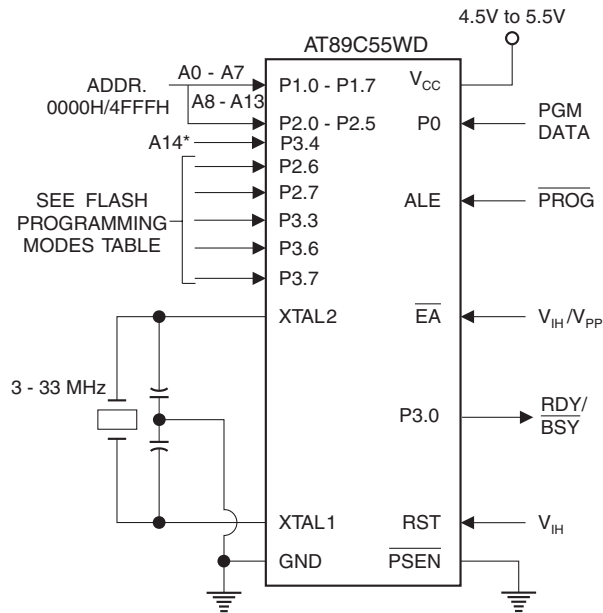 4.5V to 5.5V
AT89C55WD
ADDR.
0000H/4FFFH
A0 - A7
A8 - A13
A14*
SEE FLASH
PROGRAMMING
MODES TABLE
3 - 33 MHz
P1.0 - P1.7
P2.0 - P2.5
P3.4
P2.6
P2.7
P3.3
P3.6
P3.7
XTAL2
XTAL1
GND
VCC
P0
ALE
EA
P3.0
RST
PSEN
PGM
DATA
PROG
VIH/VPP
RDY/
BSY
VIH